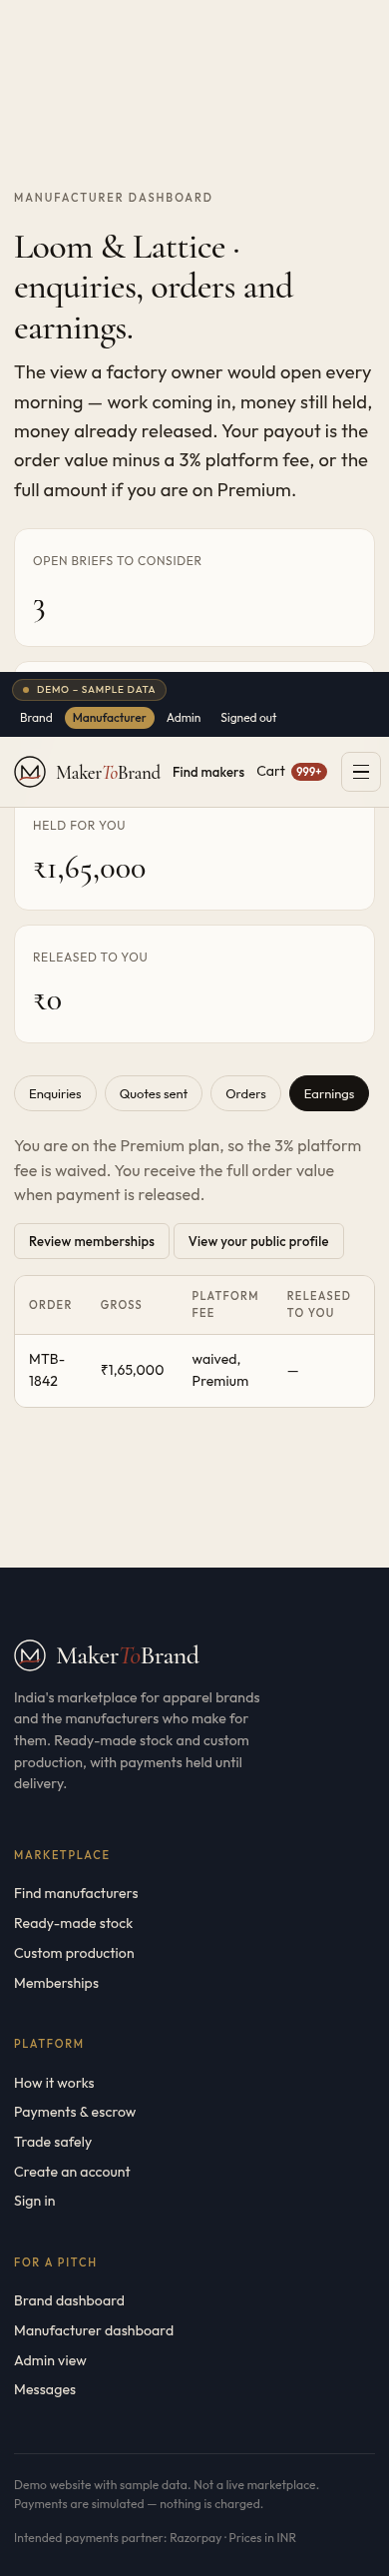 MANUFACTURER DASHBOARD
Loom & Lattice ·
enquiries, orders and
earnings.
The view a factory owner would open every
morning — work coming in, money still held,
money already released. Your payout is the
order value minus a 3% platform fee, or the
full amount if you are on Premium.
OPEN BRIEFS TO CONSIDER
3
DEMO – SAMPLE DATA
Brand Manufacturer Admin Signed out
MakerToBrand Find makers Cart 999+
HELD FOR YOU
₹1,65,000
RELEASED TO YOU
₹0
Enquiries Quotes sent Orders Earnings
You are on the Premium plan, so the 3% platform
fee is waived. You receive the full order value
when payment is released.
Review memberships View your public profile
ORDER GROSS PLATFORM FEE RELEASED TO YOU
MTB-1842 ₹1,65,000 waived, Premium —
MakerToBrand
India's marketplace for apparel brands
and the manufacturers who make for
them. Ready-made stock and custom
production, with payments held until
delivery.
MARKETPLACE
Find manufacturers
Ready-made stock
Custom production
Memberships
PLATFORM
How it works
Payments & escrow
Trade safely
Create an account
Sign in
FOR A PITCH
Brand dashboard
Manufacturer dashboard
Admin view
Messages
Demo website with sample data. Not a live marketplace.
Payments are simulated — nothing is charged.
Intended payments partner: Razorpay · Prices in INR